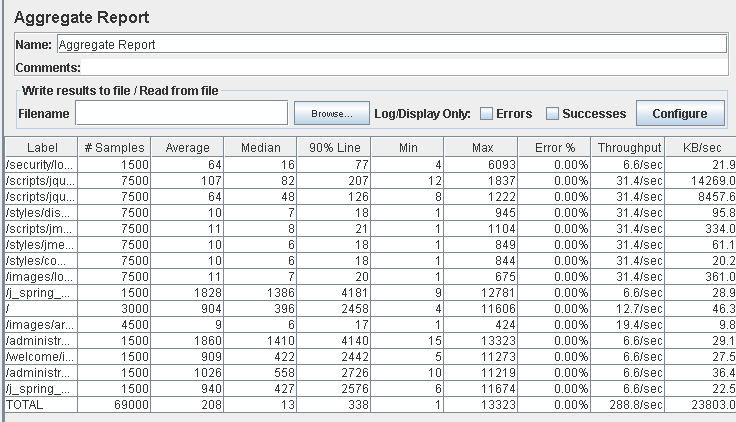 Aggregate Report
Name: Aggregate Report
Comments:
Write results to file / Read from file
Filename Browse... Log/Display Only: Errors Successes Configure
Label # Samples Average Median 90% Line Min Max Error % Throughput KB/sec
/security/lo... 1500 64 16 77 4 6093 0.00% 6.6/sec 21.9
/scripts/jqu... 7500 107 82 207 12 1837 0.00% 31.4/sec 14269.0
/scripts/jqu... 7500 64 48 126 8 1222 0.00% 31.4/sec 8457.6
/styles/dis... 7500 10 7 18 1 945 0.00% 31.4/sec 95.8
/scripts/jm... 7500 11 8 21 1 1104 0.00% 31.4/sec 334.0
/styles/jme... 7500 10 6 18 1 849 0.00% 31.4/sec 61.1
/styles/co... 7500 10 6 18 1 844 0.00% 31.4/sec 20.2
/images/lo... 7500 11 7 20 1 675 0.00% 31.4/sec 361.0
/j_spring_... 1500 1828 1386 4181 9 12781 0.00% 6.6/sec 28.9
/ 3000 904 396 2458 4 11606 0.00% 12.7/sec 46.3
/images/ar... 4500 9 6 17 1 424 0.00% 19.4/sec 9.8
/administr... 1500 1860 1410 4140 15 13323 0.00% 6.6/sec 29.1
/welcome/i... 1500 909 422 2442 5 11273 0.00% 6.6/sec 27.5
/administr... 1500 1026 558 2726 10 11219 0.00% 6.6/sec 36.4
/j_spring_... 1500 940 427 2576 6 11674 0.00% 6.6/sec 22.5
TOTAL 69000 208 13 338 1 13323 0.00% 288.8/sec 23803.0